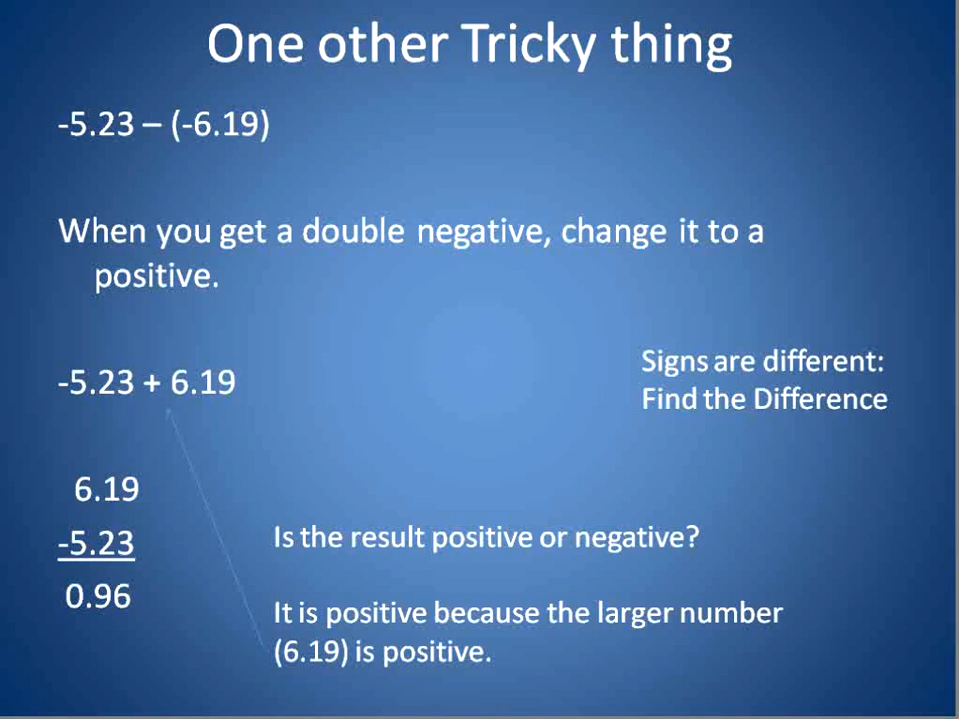 One other Tricky thing
-5.23 – (-6.19)
When you get a double negative, change it to a
positive.
Signs are different:
Find the Difference
-5.23 + 6.19
6.19
-5.23
0.96
Is the result positive or negative?
It is positive because the larger number
(6.19) is positive.